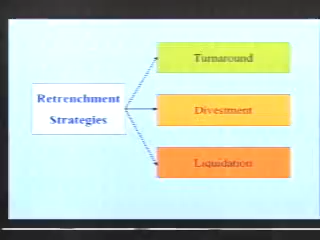 Turnaround
Retrenchment
Strategies
Divestment
Liquidation